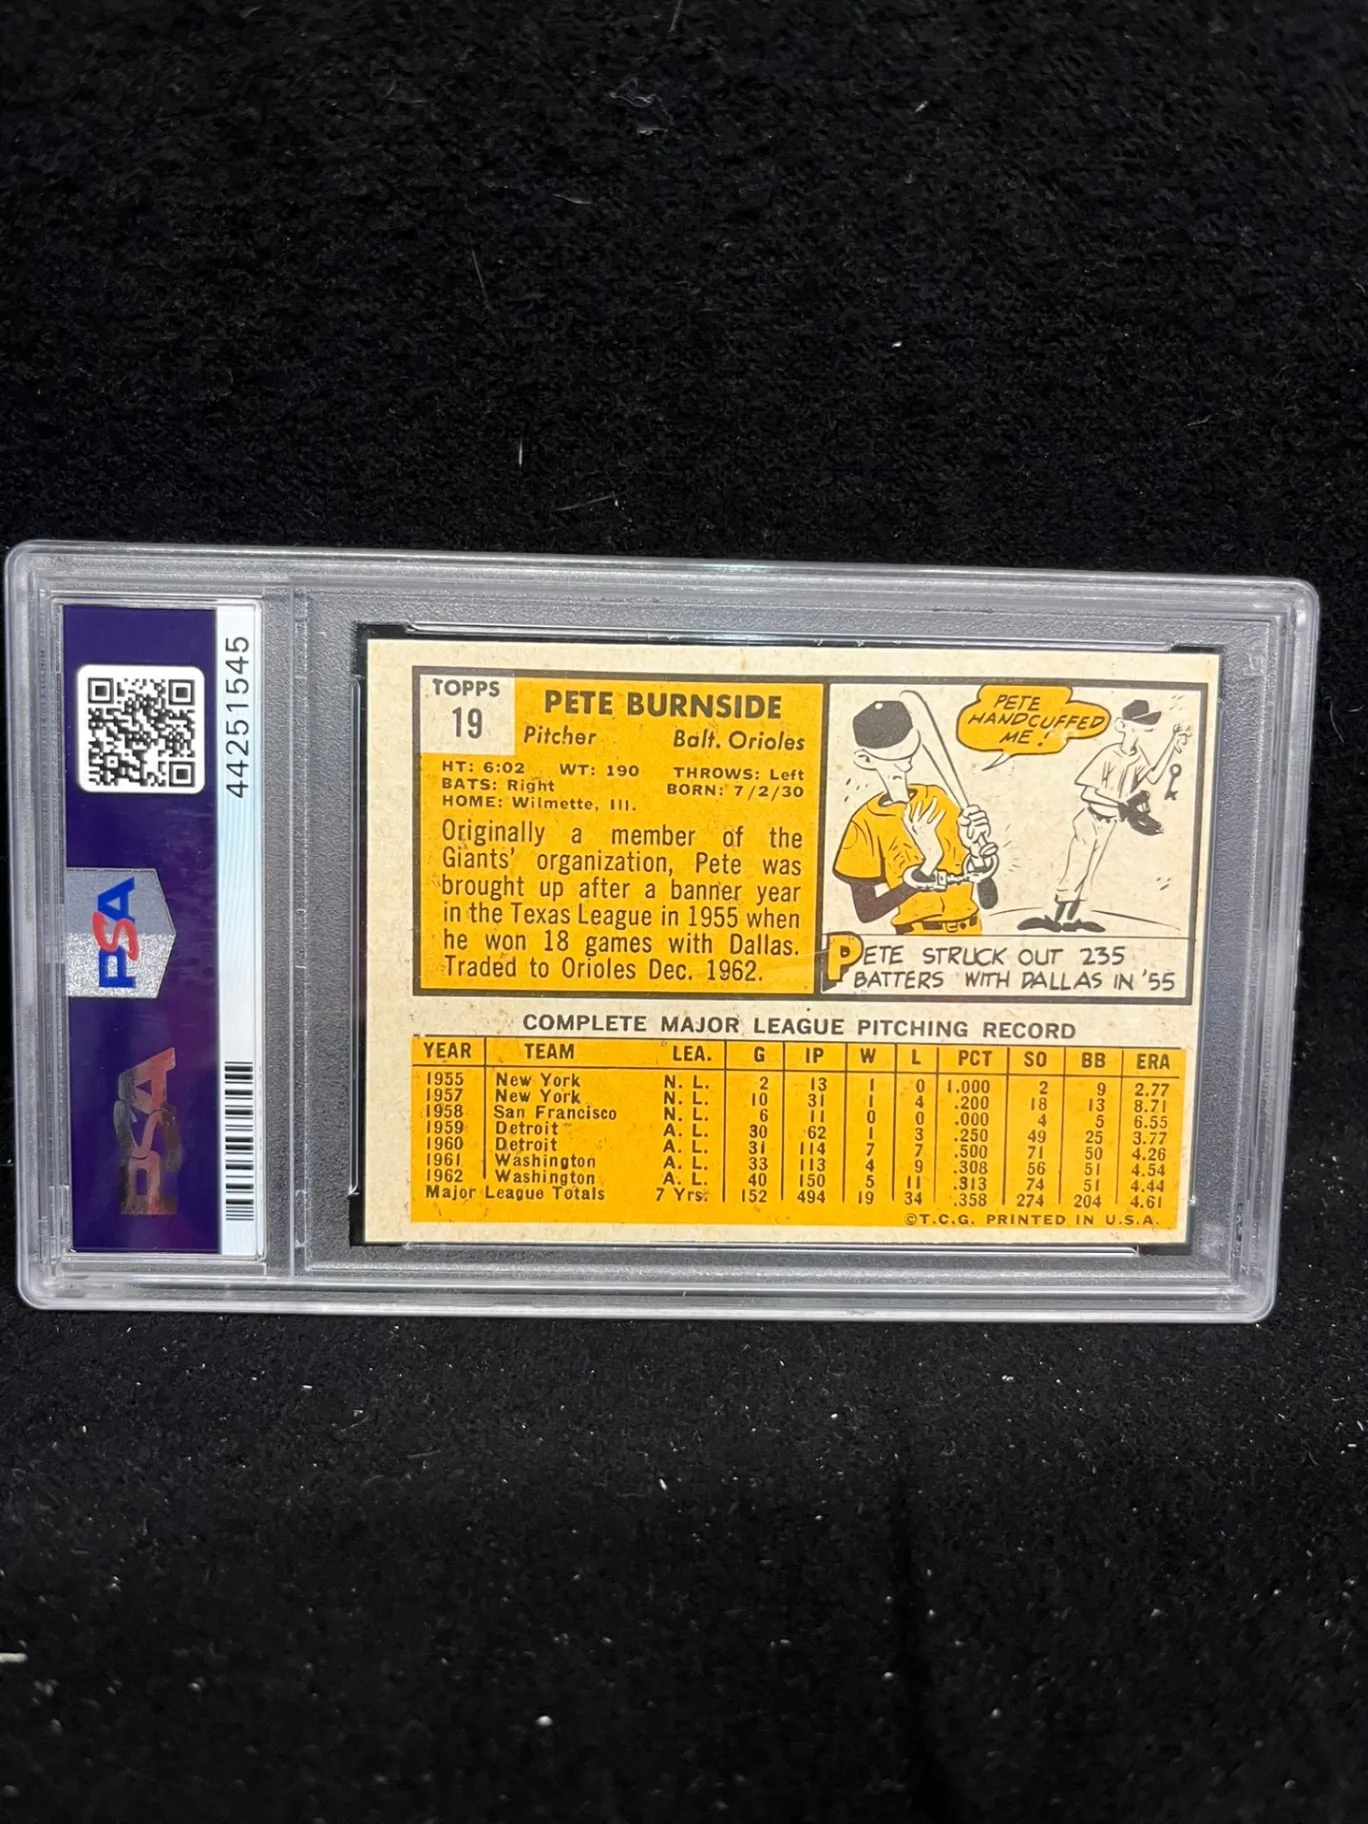 44251545
PSA
PSA
TOPPS
19
PETE BURNSIDE
Pitcher Balt. Orioles
HT: 6:02 WT: 190 THROWS: Left
BATS: Right BORN: 7/2/30
HOME: Wilmette, Ill.
Originally a member of the
Giants' organization, Pete was
brought up after a banner year
in the Texas League in 1955 when
he won 18 games with Dallas.
Traded to Orioles Dec. 1962.
PETE
HANDCUFFED
ME!
PETE STRUCK OUT 235
BATTERS WITH DALLAS IN '55
COMPLETE MAJOR LEAGUE PITCHING RECORD
YEAR TEAM LEA. G IP W L PCT SO BB ERA
1955 New York N. L. 2 13 1 0 1.000 2 9 2.77
1957 New York N. L. 10 31 1 4 .200 18 13 8.71
1958 San Francisco N. L. 6 11 0 0 .000 4 5 6.55
1959 Detroit A. L. 30 62 1 3 .250 49 25 3.77
1960 Detroit A. L. 31 114 7 7 .500 71 50 4.26
1961 Washington A. L. 33 113 4 9 .308 56 51 4.54
1962 Washington A. L. 40 150 5 11 .313 74 51 4.44
Major League Totals 7 Yrs. 152 494 19 34 .358 274 204 4.61
©T.C.G. PRINTED IN U.S.A.